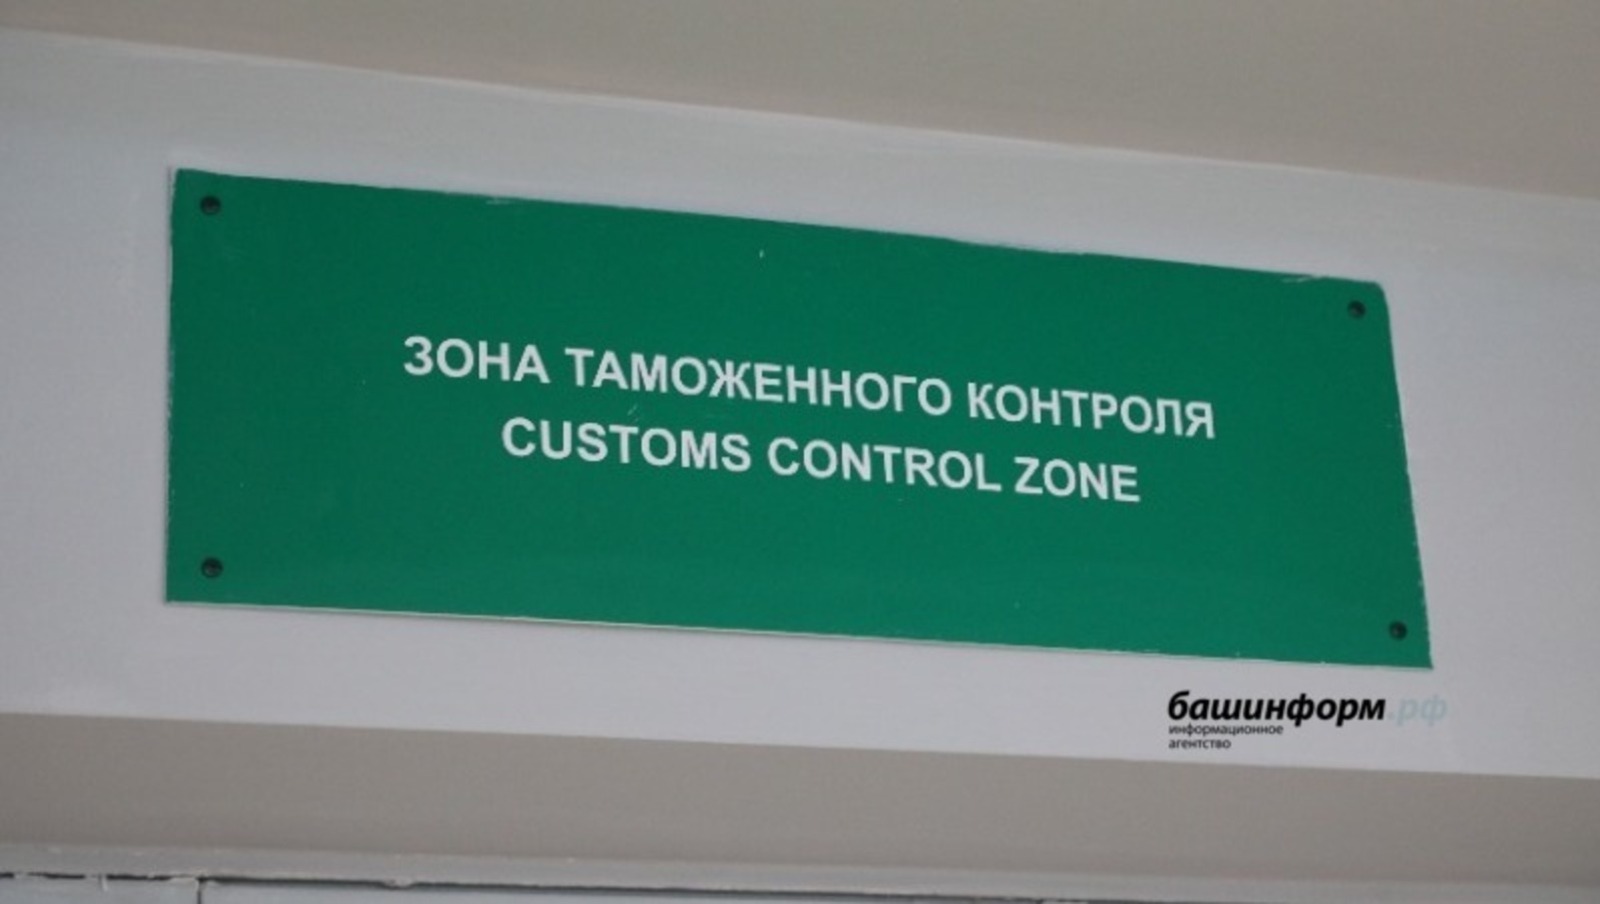 ЗОНА ТАМОЖЕННОГО КОНТРОЛЯ
CUSTOMS CONTROL ZONE
башинформ.рф
информационное
агентство